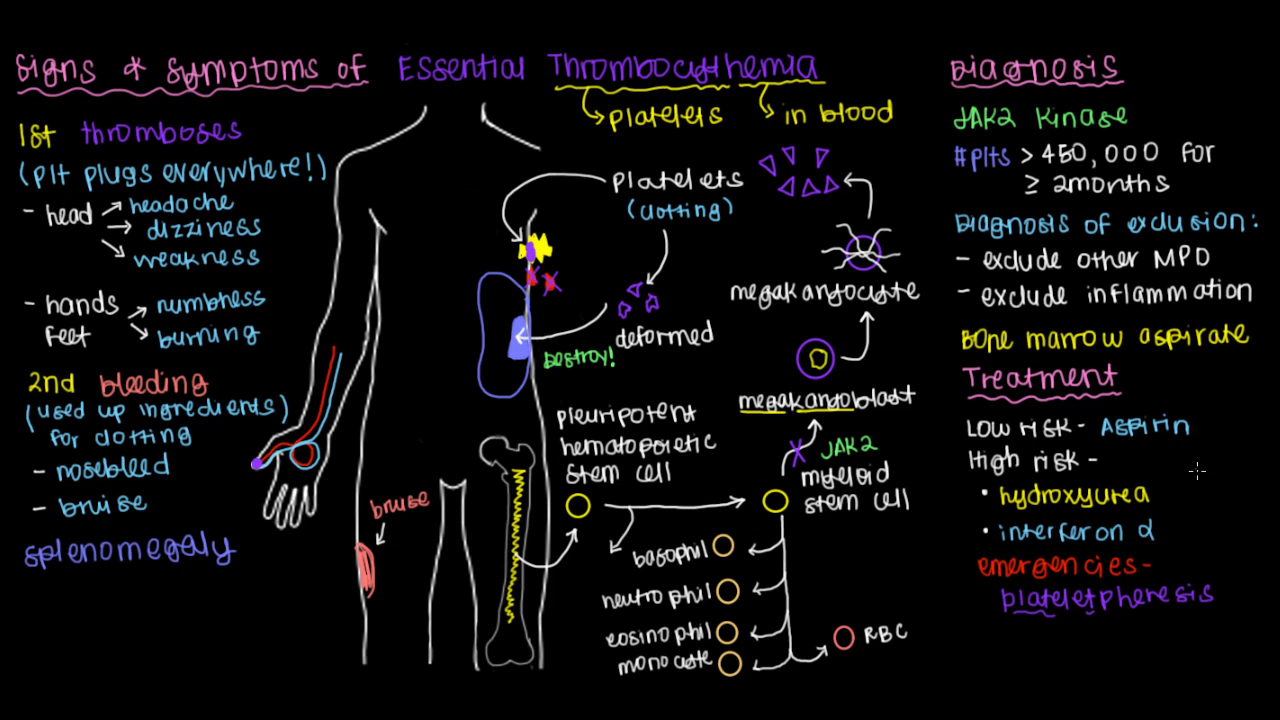 Signs & Symptoms of Essential Thrombocythemia
platelets
in blood
1st thromboses
(plt plugs everywhere!)
- head
headache
dizziness
weakness
- hands
feet
numbness
burning
2nd bleeding
(used up ingredients)
for clotting
- nosebleed
- bruise
splenomegaly
bruise
platelets
(clotting)
deformed
Destroy!
megakaryocyte
megakaryoblast
JAK2
myeloid
stem cell
pleuripotent
hematopoietic
stem cell
basophil
neutrophil
eosinophil
monocyte
RBC
Diagnosis
JAK2 kinase
#plts > 450,000 for
≥ 2months
Diagnosis of exclusion:
- exclude other MPD
- exclude inflammation
Bone marrow aspirate
Treatment
Low risk - Aspirin
High risk -
• hydroxyurea
• interferon α
emergencies -
plateletpheresis